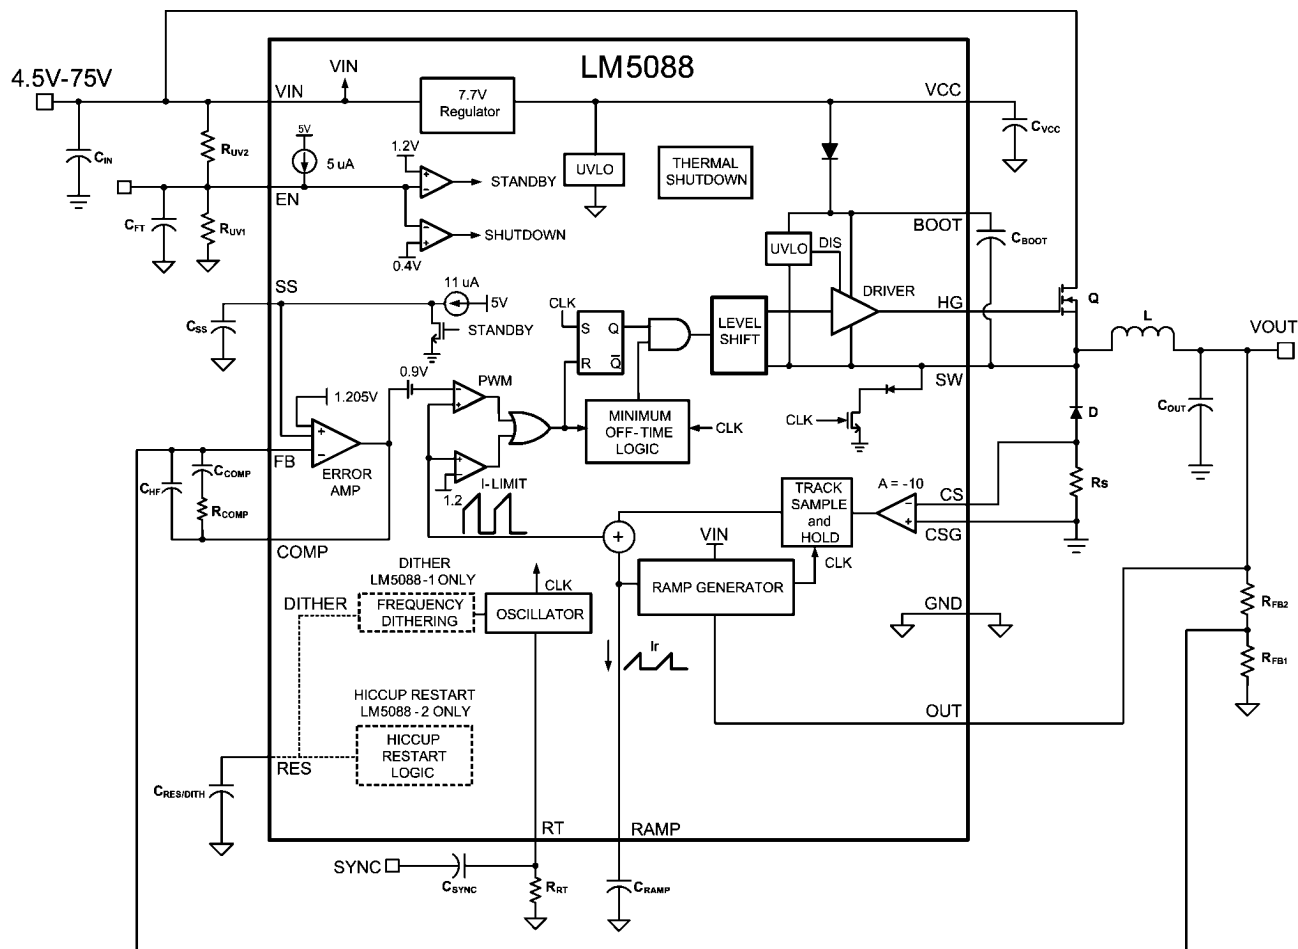 LM5088
4.5V-75V
VIN
VIN
7.7V
Regulator
VCC
CVCC
CIN
RUV2
5V
5 uA
1.2V
STANDBY
UVLO
THERMAL
SHUTDOWN
EN
CFT
RUV1
SHUTDOWN
0.4V
BOOT
CBOOT
UVLO
DIS
DRIVER
HG
Q
SS
11 uA
5V
CLK
CSS
STANDBY
S
Q
R
Q
LEVEL
SHIFT
L
VOUT
SW
0.9V
PWM
1.205V
MINIMUM
OFF-TIME
LOGIC
CLK
CLK
D
COUT
FB
ERROR
AMP
CHF
CCOMP
RCOMP
1.2
I-LIMIT
TRACK
SAMPLE
and
HOLD
A = -10
CS
CSG
RS
COMP
+
VIN
CLK
DITHER
LM5088-1 ONLY
CLK
DITHER
FREQUENCY
DITHERING
OSCILLATOR
RAMP GENERATOR
GND
RFB2
RFB1
Ir
HICCUP RESTART
LM5088-2 ONLY
HICCUP
RESTART
LOGIC
OUT
RES
CRES/DITH
RT
RAMP
SYNC
CSYNC
RRT
CRAMP